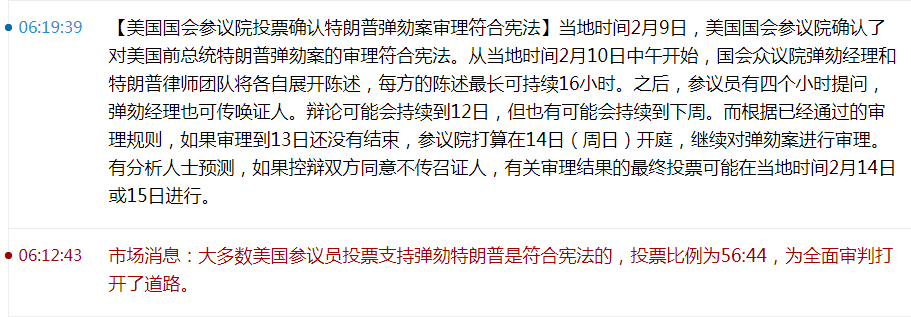 06:19:39
【美国国会参议院投票确认特朗普弹劾案审理符合宪法】当地时间2月9日，美国国会参议院确认了
对美国前总统特朗普弹劾案的审理符合宪法。从当地时间2月10日中午开始，国会众议院弹劾经理和
特朗普律师团队将各自展开陈述，每方的陈述最长可持续16小时。之后，参议员有四个小时提问，
弹劾经理也可传唤证人。辩论可能会持续到12日，但也有可能会持续到下周。而根据已经通过的审
理规则，如果审理到13日还没有结束，参议院打算在14日（周日）开庭，继续对弹劾案进行审理。
有分析人士预测，如果控辩双方同意不传召证人，有关审理结果的最终投票可能在当地时间2月14日
或15日进行。
06:12:43
市场消息：大多数美国参议员投票支持弹劾特朗普是符合宪法的，投票比例为56:44，为全面审判打
开了道路。